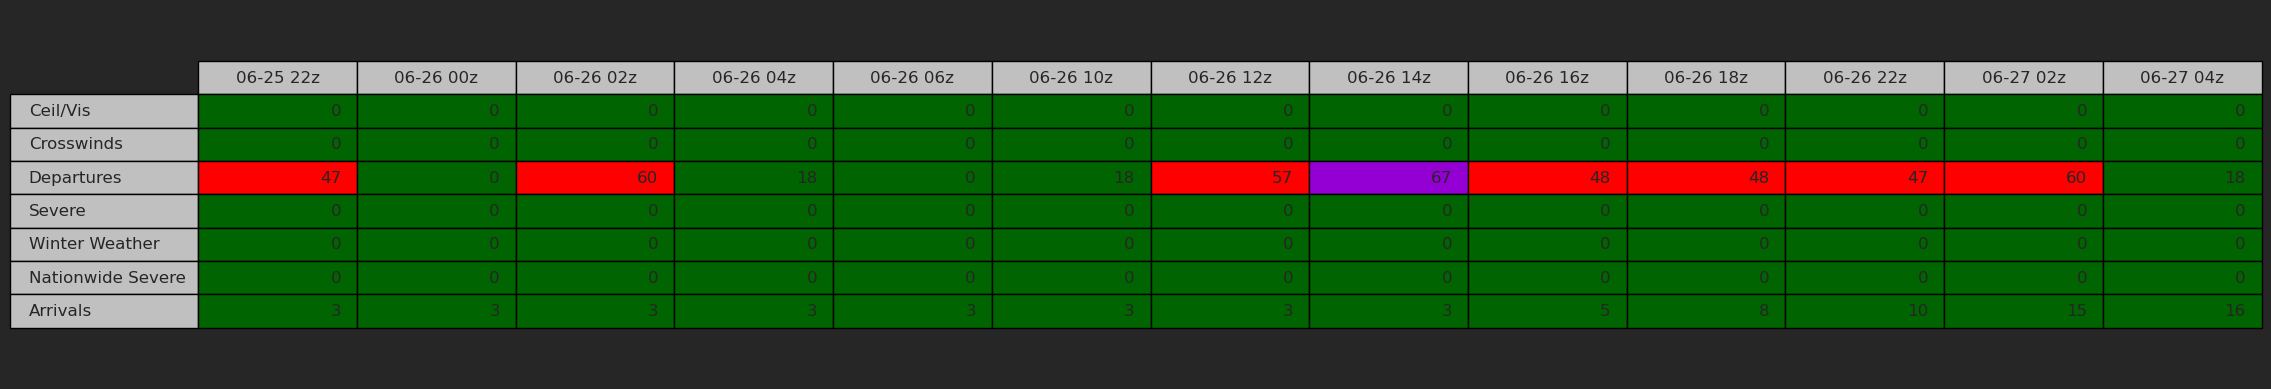 06-25 22z 06-26 00z 06-26 02z 06-26 04z 06-26 06z 06-26 10z 06-26 12z 06-26 14z 06-26 16z 06-26 18z 06-26 22z 06-27 02z 06-27 04z
Ceil/Vis 0 0 0 0 0 0 0 0 0 0 0 0 0
Crosswinds 0 0 0 0 0 0 0 0 0 0 0 0 0
Departures 47 0 60 18 0 18 57 67 48 48 47 60 18
Severe 0 0 0 0 0 0 0 0 0 0 0 0 0
Winter Weather 0 0 0 0 0 0 0 0 0 0 0 0 0
Nationwide Severe 0 0 0 0 0 0 0 0 0 0 0 0 0
Arrivals 3 3 3 3 3 3 3 3 5 8 10 15 16